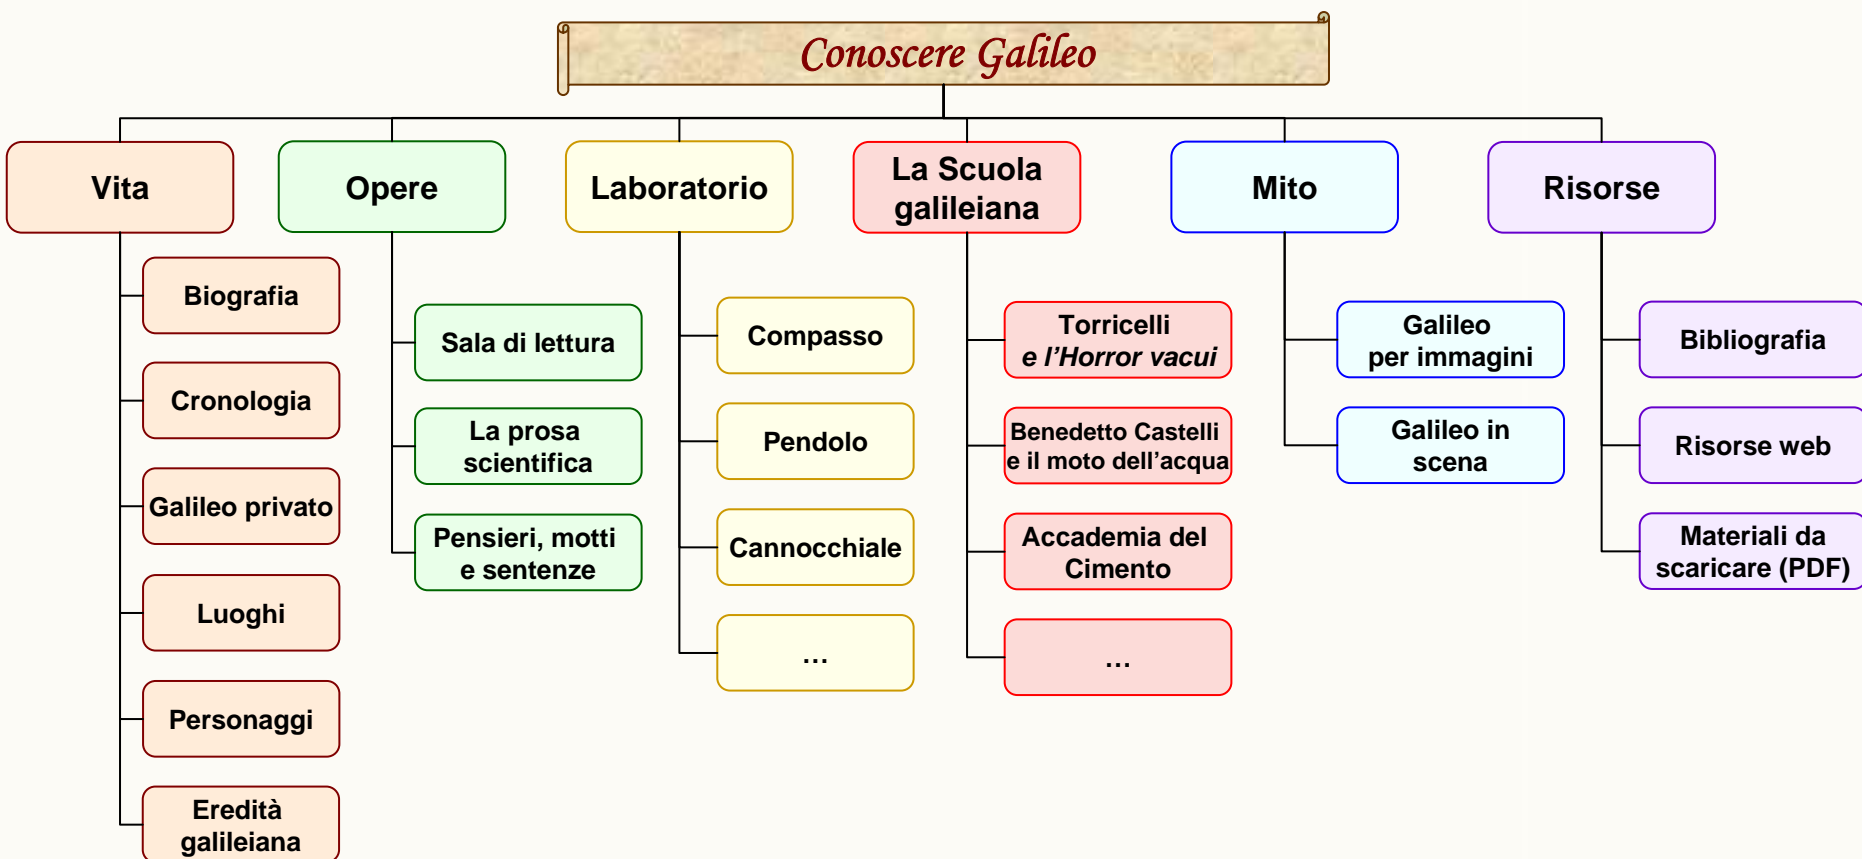 Conoscere Galileo
Vita
Opere
Laboratorio
La Scuola
galileiana
Mito
Risorse
Biografia
Cronologia
Galileo privato
Luoghi
Personaggi
Eredità
galileiana
Sala di lettura
La prosa
scientifica
Pensieri, motti
e sentenze
Compasso
Pendolo
Cannocchiale
…
Torricelli
e l’Horror vacui
Benedetto Castelli
e il moto dell’acqua
Accademia del
Cimento
…
Galileo
per immagini
Galileo in
scena
Bibliografia
Risorse web
Materiali da
scaricare (PDF)